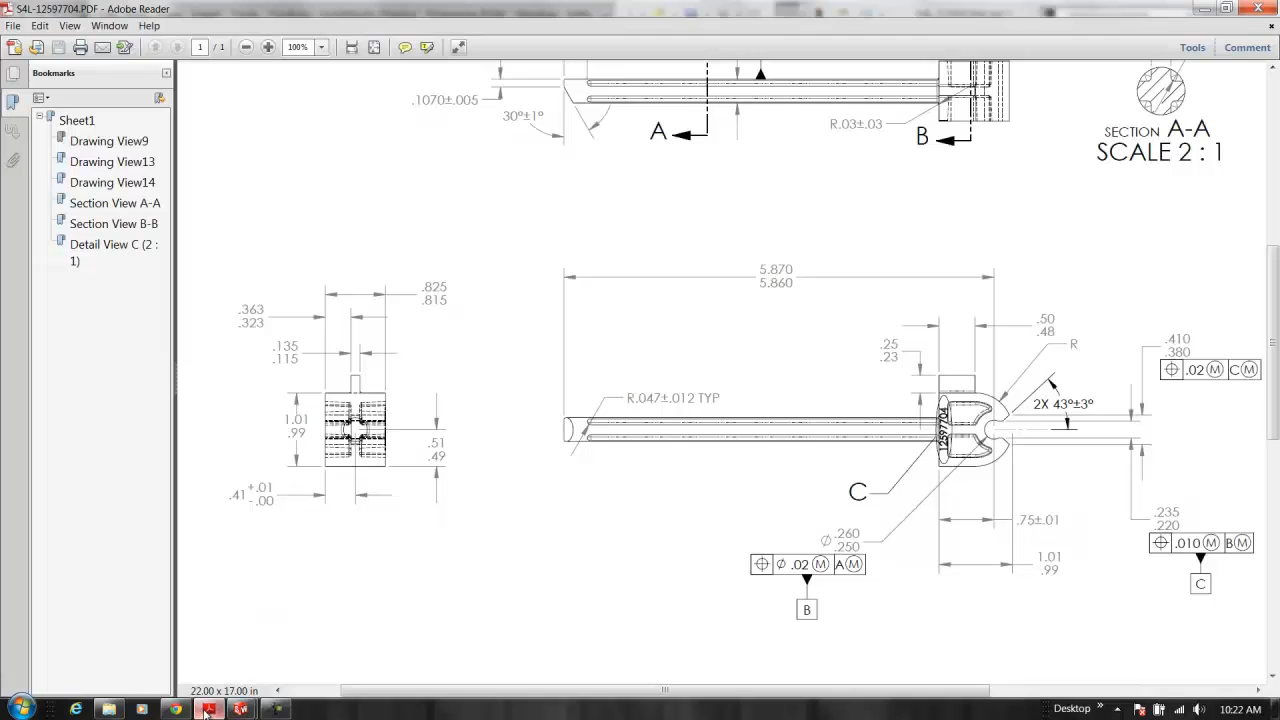 S4L-12597704.PDF - Adobe Reader
File Edit View Window Help
1 / 1 100% Tools Comment
Bookmarks
Sheet1
Drawing View9
Drawing View13
Drawing View14
Section View A-A
Section View B-B
Detail View C (2 :
1)
.1070±.005
30°±1°
A
R.03±.03
B
SECTION A-A
SCALE 2 : 1
5.870
5.860
.825
.815
.363
.323
.135
.115
1.01
.99
.51
.49
.41 +.01
-.00
R.047±.012 TYP
.25
.23
.50
.48
R
.410
.380
.02 Ⓜ C Ⓜ
2X 43°±3°
12597704
C
.75±.01
.235
.220
.010 Ⓜ B Ⓜ
C
Ø .260
.250
Ø .02 Ⓜ A Ⓜ
B
1.01
.99
22.00 x 17.00 in
Desktop
10:22 AM